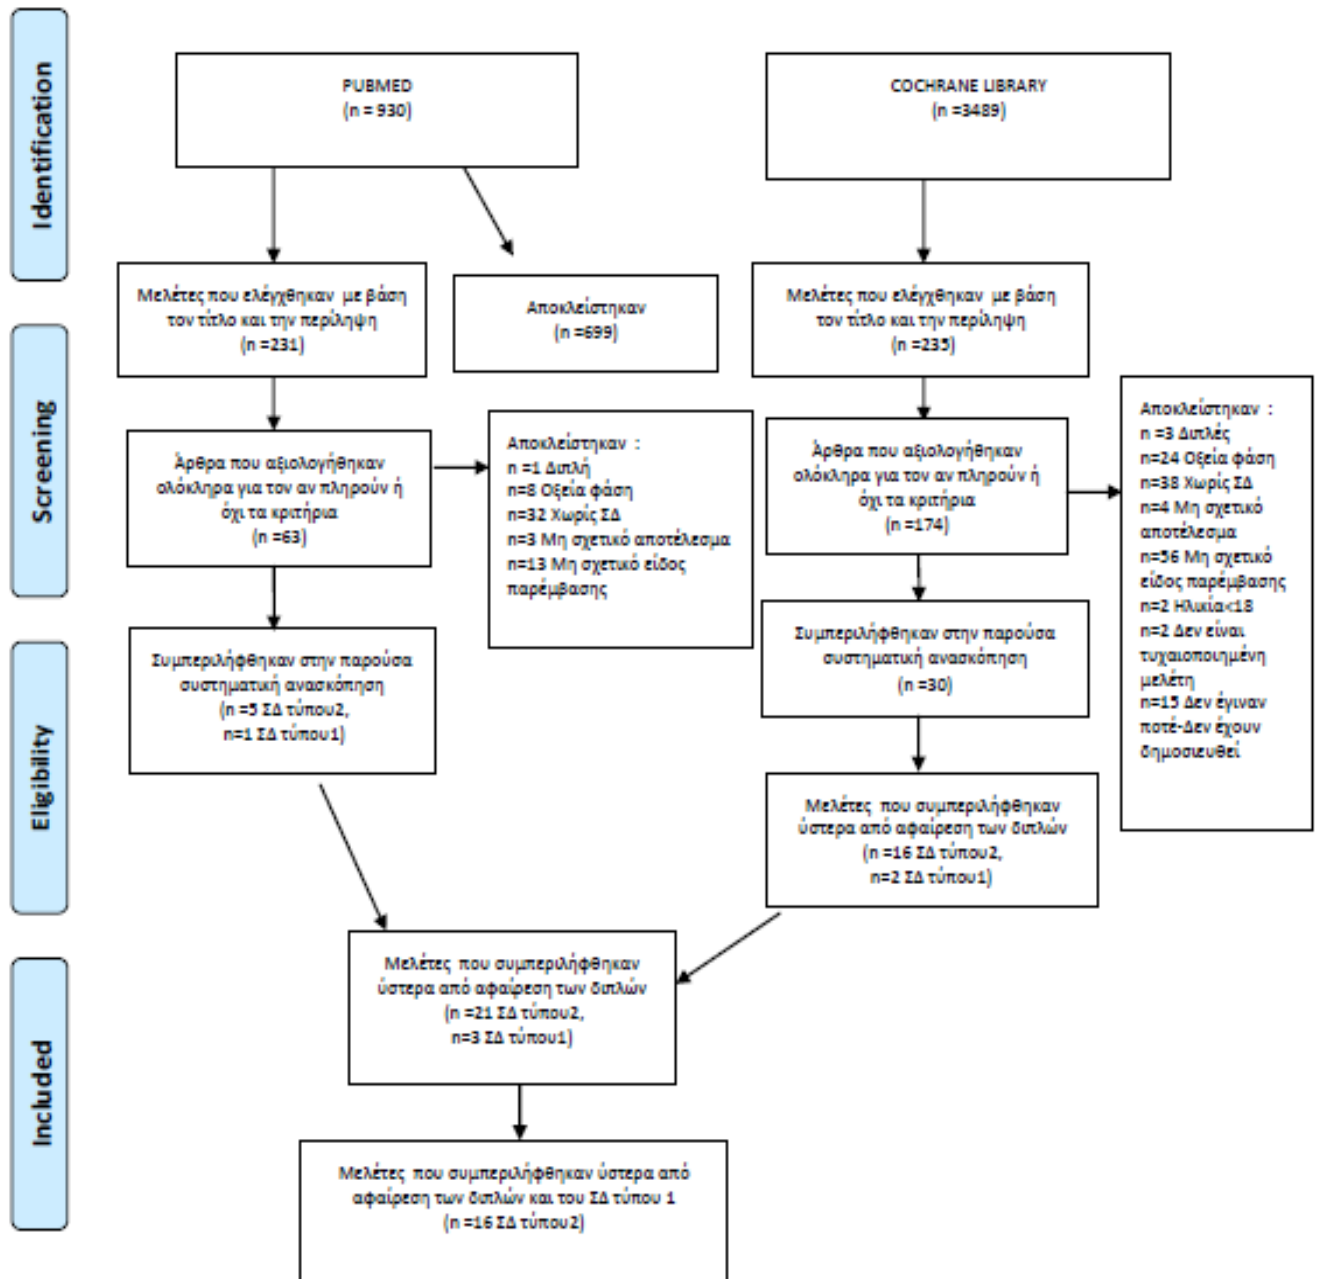 Identification
PUBMED
(n = 930)
COCHRANE LIBRARY
(n =3489)
Μελέτες που ελέγχθηκαν με βάση
τον τίτλο και την περίληψη
(n =231)
Αποκλείστηκαν
(n =699)
Μελέτες που ελέγχθηκαν με βάση
τον τίτλο και την περίληψη
(n =235)
Screening
Άρθρα που αξιολογήθηκαν
ολόκληρα για τον αν πληρούν ή
όχι τα κριτήρια
(n =63)
Αποκλείστηκαν :
n =1 Διπλή
n=8 Οξεία φάση
n=32 Χωρίς ΣΔ
n=3 Μη σχετικό αποτέλεσμα
n=13 Μη σχετικό είδος
παρέμβασης
Άρθρα που αξιολογήθηκαν
ολόκληρα για τον αν πληρούν ή
όχι τα κριτήρια
(n =174)
Αποκλείστηκαν :
n =3 Διπλές
n=24 Οξεία φάση
n=38 Χωρίς ΣΔ
n=4 Μη σχετικό
αποτέλεσμα
n=56 Μη σχετικό
είδος παρέμβασης
n=2 Ηλικία<18
n=2 Δεν είναι
τυχαιοποιημένη
μελέτη
n=15 Δεν έγιναν
ποτέ-Δεν έχουν
δημοσιευθεί
Eligibility
Συμπεριλήφθηκαν στην παρούσα
συστηματική ανασκόπηση
(n =5 ΣΔ τύπου2,
n=1 ΣΔ τύπου1)
Συμπεριλήφθηκαν στην παρούσα
συστηματική ανασκόπηση
(n =30)
Μελέτες που συμπεριλήφθηκαν
ύστερα από αφαίρεση των διπλών
(n =16 ΣΔ τύπου2,
n=2 ΣΔ τύπου1)
Included
Μελέτες που συμπεριλήφθηκαν
ύστερα από αφαίρεση των διπλών
(n =21 ΣΔ τύπου2,
n=3 ΣΔ τύπου1)
Μελέτες που συμπεριλήφθηκαν ύστερα από
αφαίρεση των διπλών και του ΣΔ τύπου 1
(n =16 ΣΔ τύπου2)